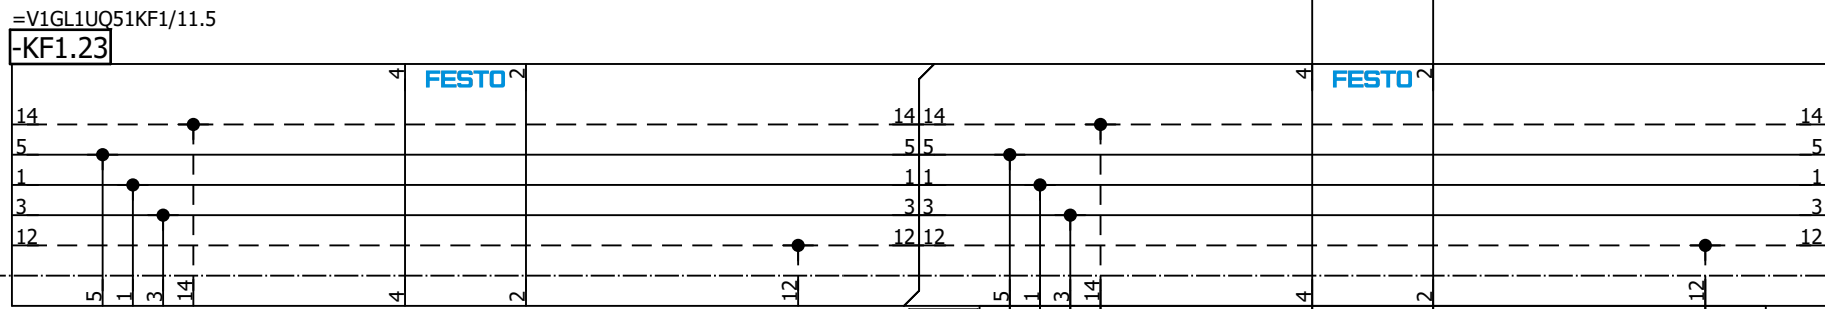 =V1GL1UQ51KF1/11.5
-KF1.23
4 FESTO 2 4 FESTO 2
14 14 14 14
5 5 5 5
1 1 1 1
3 3 3 3
12 12 12 12
5 1 3 14 4 2 12 5 1 3 14 4 2 12